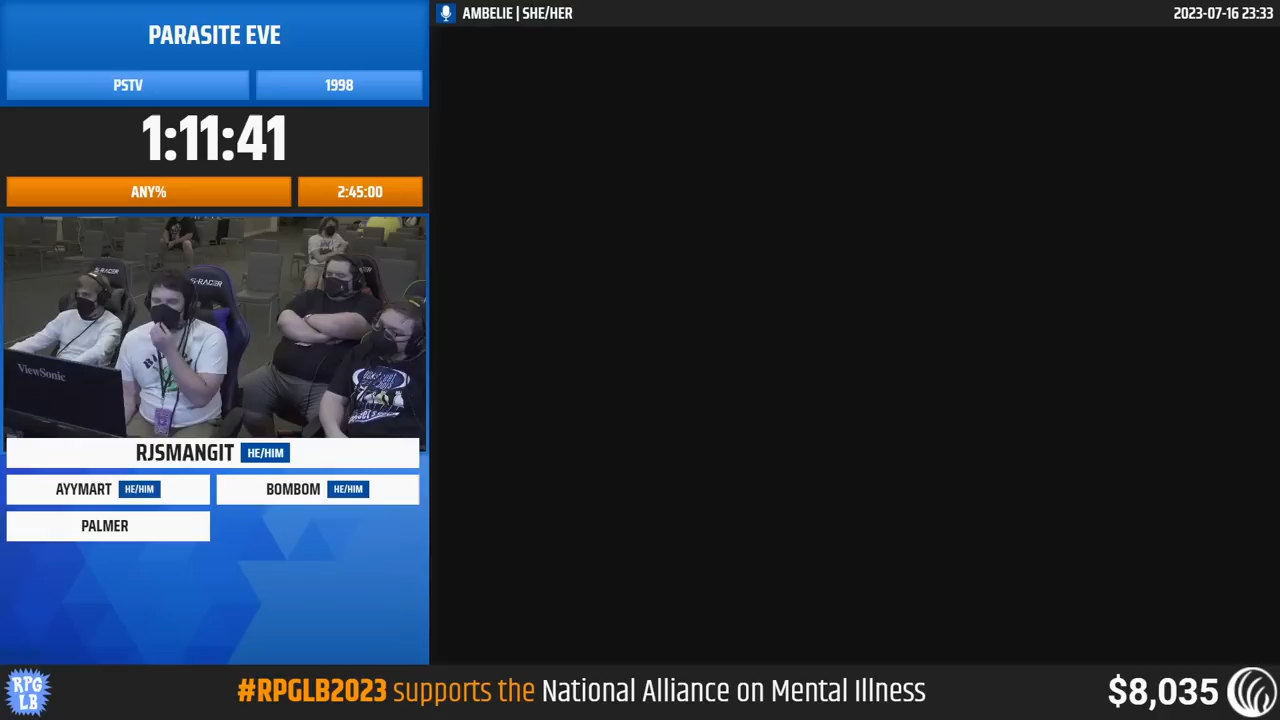 PARASITE EVE
PSTV
1998
1:11:41
ANY%
2:45:00
S-RACER
S-RACER
ViewSonic
RJSMANGIT HE/HIM
AYYMART HE/HIM
BOMBOM HE/HIM
PALMER
AMBELIE | SHE/HER
2023-07-16 23:33
RPG
LB
#RPGLB2023 supports the National Alliance on Mental Illness
$8,035